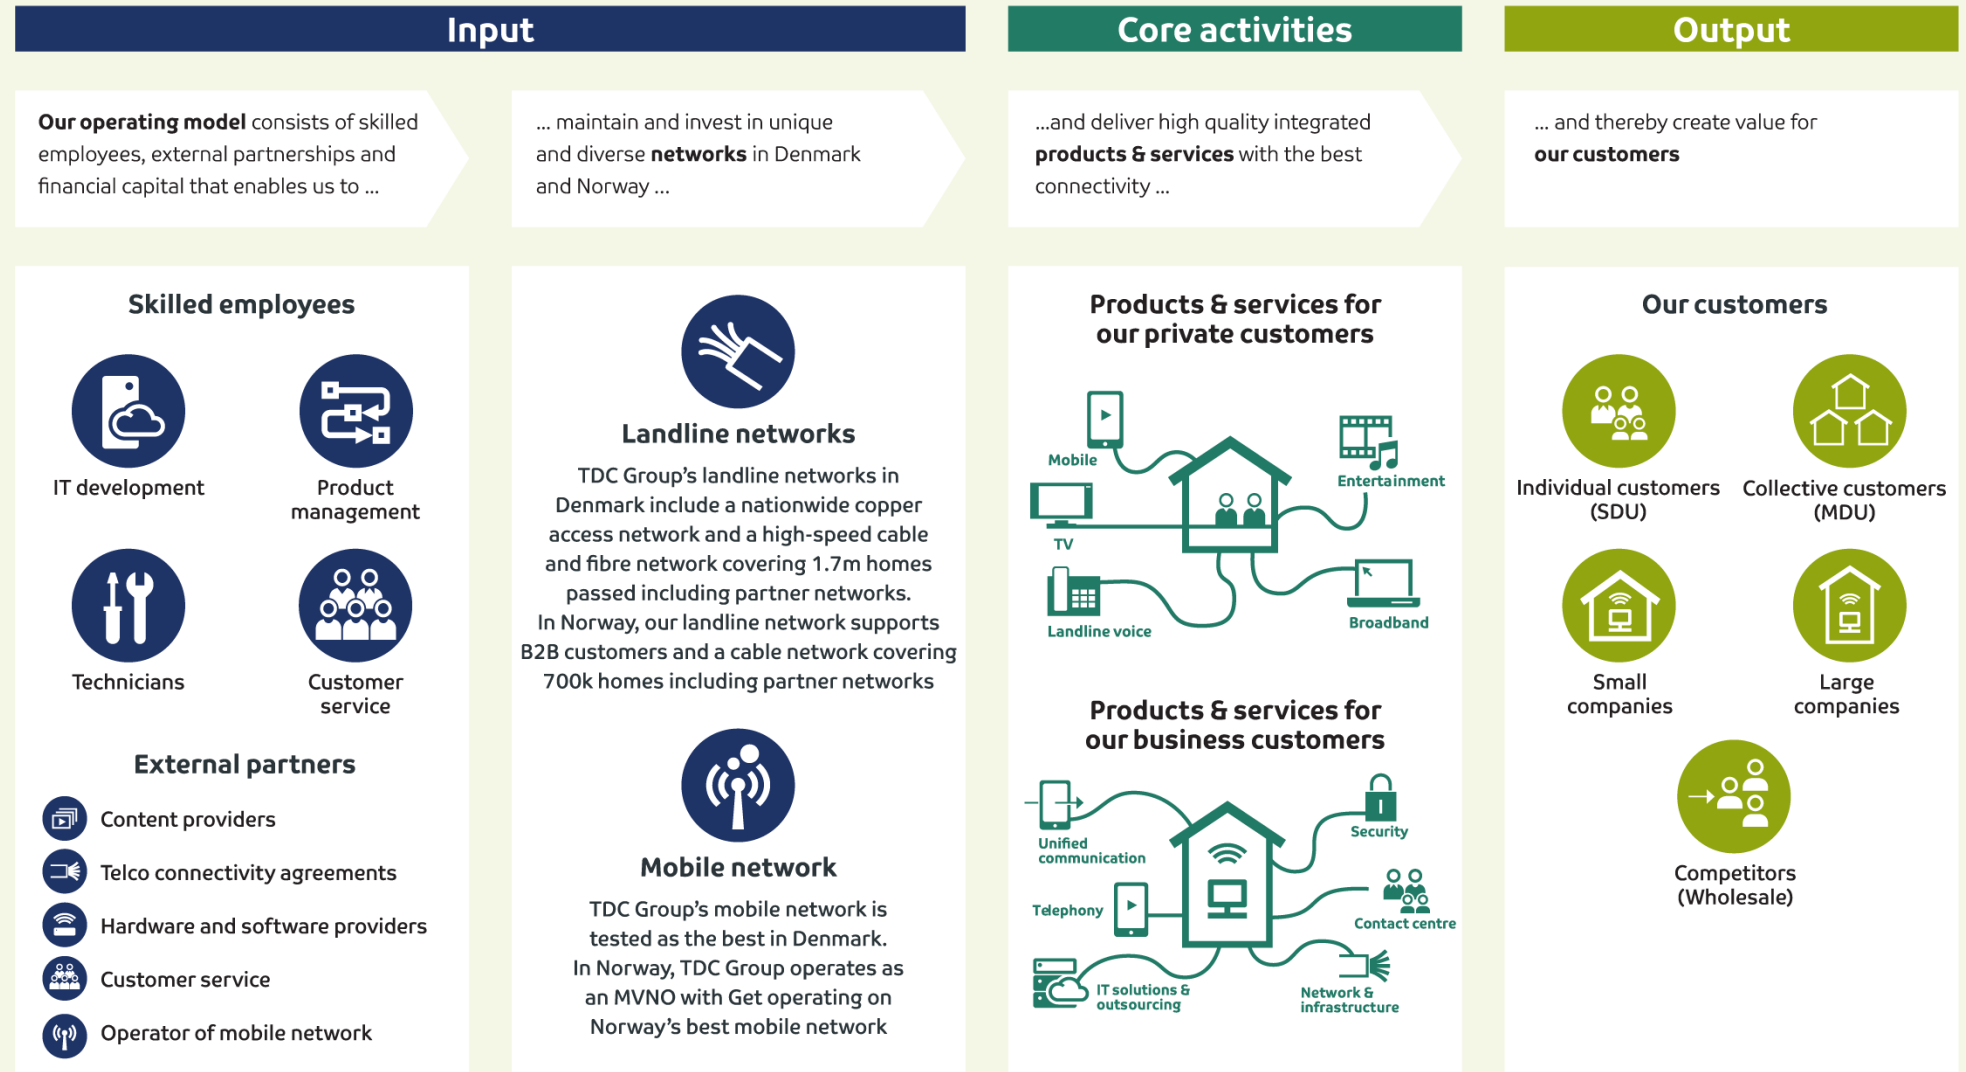 Input
Core activities
Output
Our operating model consists of skilled
employees, external partnerships and
financial capital that enables us to ...
... maintain and invest in unique
and diverse networks in Denmark
and Norway ...
...and deliver high quality integrated
products & services with the best
connectivity ...
... and thereby create value for
our customers
Skilled employees
IT development
Product
management
Technicians
Customer
service
External partners
Content providers
Telco connectivity agreements
Hardware and software providers
Customer service
Operator of mobile network
Landline networks
TDC Group's landline networks in
Denmark include a nationwide copper
access network and a high-speed cable
and fibre network covering 1.7m homes
passed including partner networks.
In Norway, our landline network supports
B2B customers and a cable network covering
700k homes including partner networks
Mobile network
TDC Group's mobile network is
tested as the best in Denmark.
In Norway, TDC Group operates as
an MVNO with Get operating on
Norway's best mobile network
Products & services for
our private customers
Mobile
Entertainment
TV
Landline voice
Broadband
Products & services for
our business customers
Unified
communication
Security
Telephony
Contact centre
IT solutions &
outsourcing
Network &
infrastructure
Our customers
Individual customers
(SDU)
Collective customers
(MDU)
Small
companies
Large
companies
Competitors
(Wholesale)